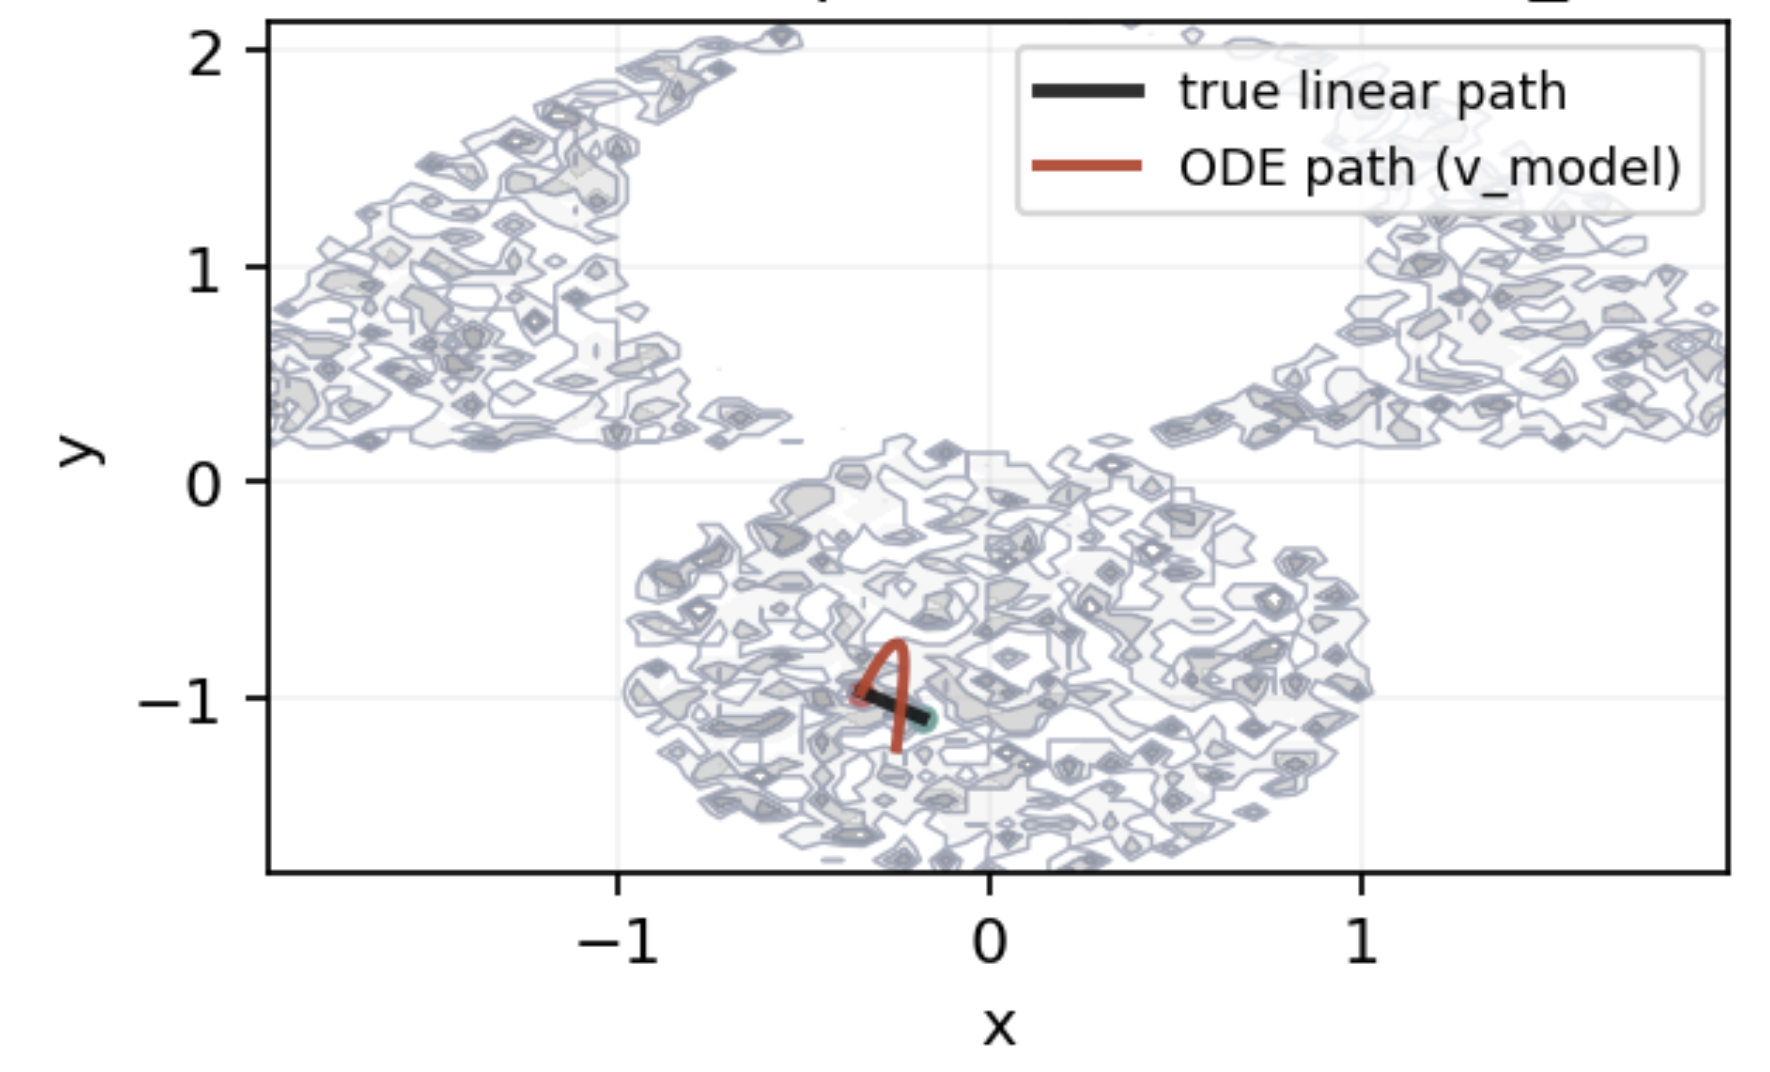 true linear path
ODE path (v_model)
2
1
0
−1
y
−1 0 1
x